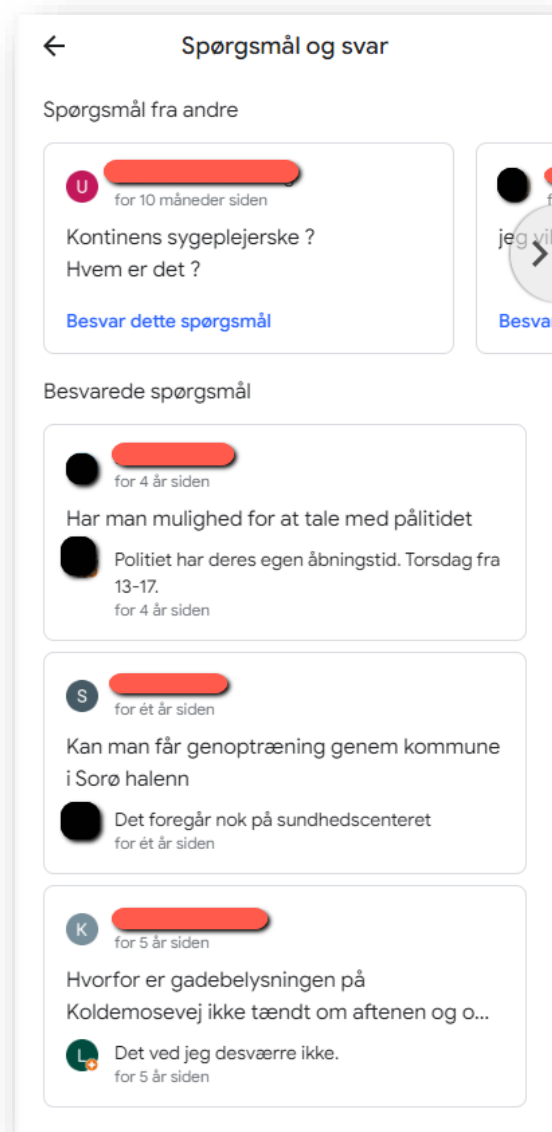 Spørgsmål og svar
Spørgsmål fra andre
U
for 10 måneder siden
Kontinens sygeplejerske ?
Hvem er det ?
Besvar dette spørgsmål
jeg
Besvar
Besvarede spørgsmål
for 4 år siden
Har man mulighed for at tale med pålitidet
Politiet har deres egen åbningstid. Torsdag fra
13-17.
for 4 år siden
S
for ét år siden
Kan man får genoptræning genem kommune
i Sorø halenn
Det foregår nok på sundhedscenteret
for ét år siden
K
for 5 år siden
Hvorfor er gadebelysningen på
Koldemosevej ikke tændt om aftenen og o...
L
Det ved jeg desværre ikke.
for 5 år siden